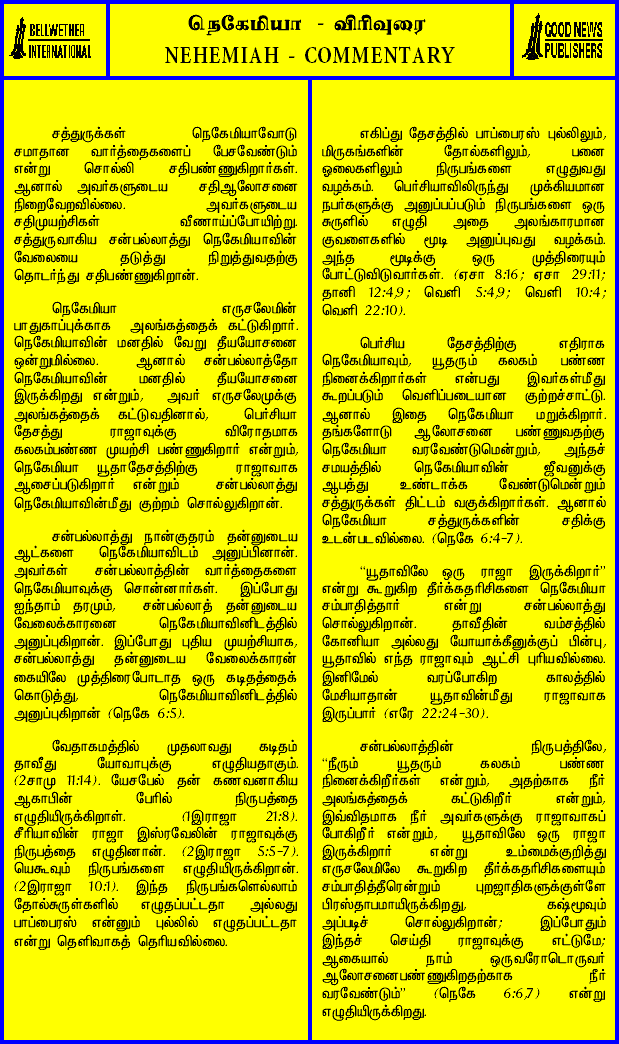 BELLWETHER
INTERNATIONAL
நெகேமியா - விரிவுரை
NEHEMIAH - COMMENTARY
GOOD NEWS
PUBLISHERS
சத்துருக்கள் நெகேமியாவோடு
சமாதான வார்த்தைகளைப் பேசவேண்டும்
என்று சொல்லி சதிபண்ணுகிறார்கள்.
ஆனால் அவர்களுடைய சதிஆலோசனை
நிறைவேறவில்லை. அவர்களுடைய
சதிமுயற்சிகள் வீணாய்ப்போயிற்று.
சத்துருவாகிய சன்பல்லாத்து நெகேமியாவின்
வேலையை தடுத்து நிறுத்துவதற்கு
தொடர்ந்து சதிபண்ணுகிறான்.
நெகேமியா எருசலேமின்
பாதுகாப்புக்காக அலங்கத்தைக் கட்டுகிறார்.
நெகேமியாவின் மனதில் வேறு தீயயோசனை
ஒன்றுமில்லை. ஆனால் சன்பல்லாத்தோ
நெகேமியாவின் மனதில் தீயயோசனை
இருக்கிறது என்றும், அவர் எருசலேமுக்கு
அலங்கத்தைக் கட்டுவதினால், பெர்சியா
தேசத்து ராஜாவுக்கு விரோதமாக
கலகம்பண்ண முயற்சி பண்ணுகிறார் என்றும்,
நெகேமியா யூதாதேசத்திற்கு ராஜாவாக
ஆசைப்படுகிறார் என்றும் சன்பல்லாத்து
நெகேமியாவின்மீது குற்றம் சொல்லுகிறான்.
சன்பல்லாத்து நான்குதரம் தன்னுடைய
ஆட்களை நெகேமியாவிடம் அனுப்பினான்.
அவர்கள் சன்பல்லாத்தின் வார்த்தைகளை
நெகேமியாவுக்கு சொன்னார்கள். இப்போது
ஐந்தாம் தரமும், சன்பல்லாத் தன்னுடைய
வேலைக்காரனை நெகேமியாவினிடத்தில்
அனுப்புகிறான். இப்போது புதிய முயற்சியாக,
சன்பல்லாத்து தன்னுடைய வேலைக்காரன்
கையிலே முத்திரைபோடாத ஒரு கடிதத்தைக்
கொடுத்து, நெகேமியாவினிடத்தில்
அனுப்புகிறான் (நெகே 6:5).
வேதாகமத்தில் முதலாவது கடிதம்
தாவீது யோவாபுக்கு எழுதியதாகும்.
(2சாமு 11:14). யேசபேல் தன் கணவனாகிய
ஆகாபின் பேரில் நிருபத்தை
எழுதியிருக்கிறாள். (1இராஜா 21:8).
சீரியாவின் ராஜா இஸ்ரவேலின் ராஜாவுக்கு
நிருபத்தை எழுதினான். (2இராஜா 5:5-7).
யெகூவும் நிருபங்களை எழுதியிருக்கிறான்.
(2இராஜா 10:1). இந்த நிருபங்களெல்லாம்
தோல்சுருள்களில் எழுதப்பட்டதா அல்லது
பாப்பைரஸ் என்னும் புல்லில் எழுதப்பட்டதா
என்று தெளிவாகத் தெரியவில்லை.
எகிப்து தேசத்தில் பாப்பைரஸ் புல்லிலும்,
மிருகங்களின் தோல்களிலும், பனை
ஓலைகளிலும் நிருபங்களை எழுதுவது
வழக்கம். பெர்சியாவிலிருந்து முக்கியமான
நபர்களுக்கு அனுப்பப்படும் நிருபங்களை ஒரு
சுருளில் எழுதி அதை அலங்காரமான
குவளைகளில் மூடி அனுப்புவது வழக்கம்.
அந்த மூடிக்கு ஒரு முத்திரையும்
போட்டுவிடுவார்கள். (ஏசா 8:16; ஏசா 29:11;
தானி 12:4,9; வெளி 5:4,9; வெளி 10:4;
வெளி 22:10).
பெர்சிய தேசத்திற்கு எதிராக
நெகேமியாவும், யூதரும் கலகம் பண்ண
நினைக்கிறார்கள் என்பது இவர்கள்மீது
கூறப்படும் வெளிப்படையான குற்றச்சாட்டு.
ஆனால் இதை நெகேமியா மறுக்கிறார்.
தங்களோடு ஆலோசனை பண்ணுவதற்கு
நெகேமியா வரவேண்டுமென்றும், அந்தச்
சமயத்தில் நெகேமியாவின் ஜீவனுக்கு
ஆபத்து உண்டாக்க வேண்டுமென்றும்
சத்துருக்கள் திட்டம் வகுக்கிறார்கள். ஆனால்
நெகேமியா சத்துருக்களின் சதிக்கு
உடன்படவில்லை. (நெகே 6:4-7).
“யூதாவிலே ஒரு ராஜா இருக்கிறார்”
என்று கூறுகிற தீர்க்கதரிசிகளை நெகேமியா
சம்பாதித்தார் என்று சன்பல்லாத்து
சொல்லுகிறான். தாவீதின் வம்சத்தில்
கோனியா அல்லது யோயாக்கீனுக்குப் பின்பு,
யூதாவில் எந்த ராஜாவும் ஆட்சி புரியவில்லை.
இனிமேல் வரப்போகிற காலத்தில்
மேசியாதான் யூதாவின்மீது ராஜாவாக
இருப்பார் (எரே 22:24-30).
சன்பல்லாத்தின் நிருபத்திலே,
“நீரும் யூதரும் கலகம் பண்ண
நினைக்கிறீர்கள் என்றும், அதற்காக நீர்
அலங்கத்தைக் கட்டுகிறீர் என்றும்,
இவ்விதமாக நீர் அவர்களுக்கு ராஜாவாகப்
போகிறீர் என்றும், யூதாவிலே ஒரு ராஜா
இருக்கிறார் என்று உம்மைக்குறித்து
எருசலேமிலே கூறுகிற தீர்க்கதரிசிகளையும்
சம்பாதித்தீரென்றும் புறஜாதிகளுக்குள்ளே
பிரஸ்தாபமாயிருக்கிறது, கஷ்மூவும்
அப்படிச் சொல்லுகிறான்; இப்போதும்
இந்தச் செய்தி ராஜாவுக்கு எட்டுமே;
ஆகையால் நாம் ஒருவரோடொருவர்
ஆலோசனைபண்ணுகிறதற்காக நீர்
வரவேண்டும்” (நெகே 6:6,7) என்று
எழுதியிருக்கிறது.